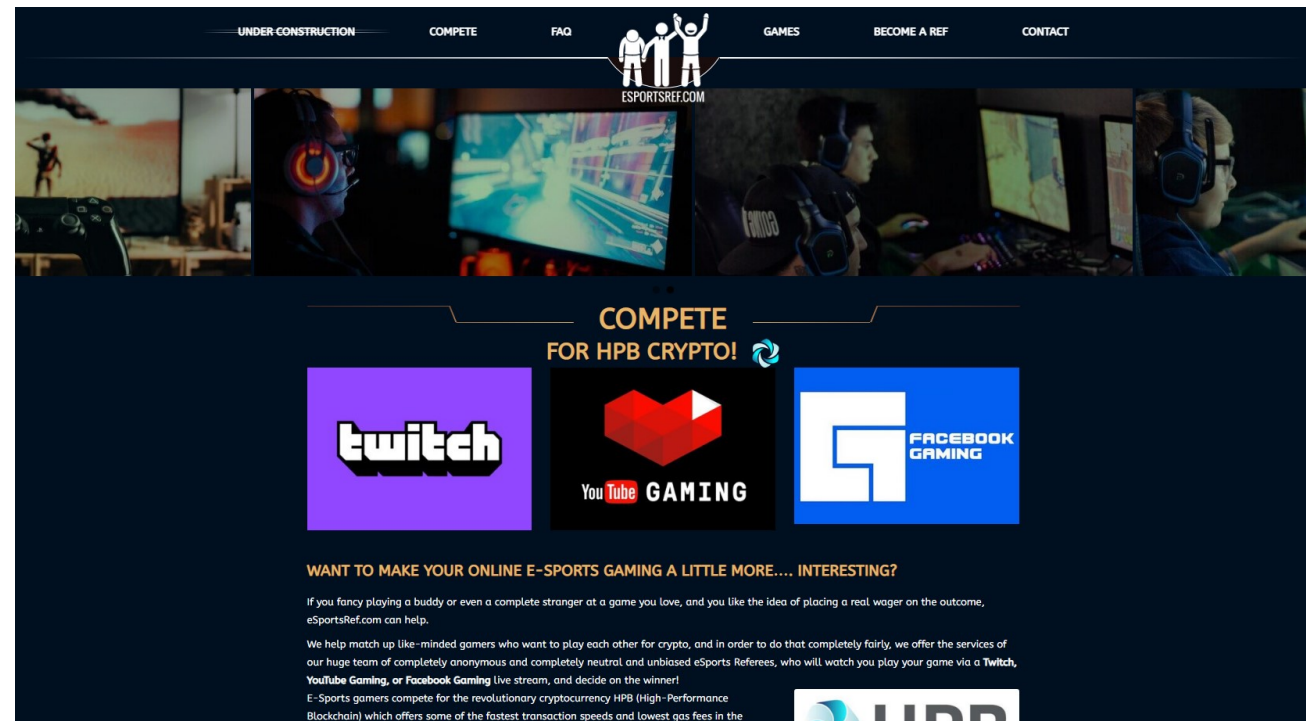 UNDER CONSTRUCTION
COMPETE
FAQ
GAMES
BECOME A REF
CONTACT
ESPORTSREF.COM
COMPETE
FOR HPB CRYPTO!
twitch
YouTube GAMING
FACEBOOK
GAMING
WANT TO MAKE YOUR ONLINE E-SPORTS GAMING A LITTLE MORE.... INTERESTING?
If you fancy playing a buddy or even a complete stranger at a game you love, and you like the idea of placing a real wager on the outcome,
eSportsRef.com can help.
We help match up like-minded gamers who want to play each other for crypto, and in order to do that completely fairly, we offer the services of
our huge team of completely anonymous and completely neutral and unbiased eSports Referees, who will watch you play your game via a Twitch,
YouTube Gaming, or Facebook Gaming live stream, and decide on the winner!
E-Sports gamers compete for the revolutionary cryptocurrency HPB (High-Performance
Blockchain) which offers some of the fastest transaction speeds and lowest gas fees in the
HPB